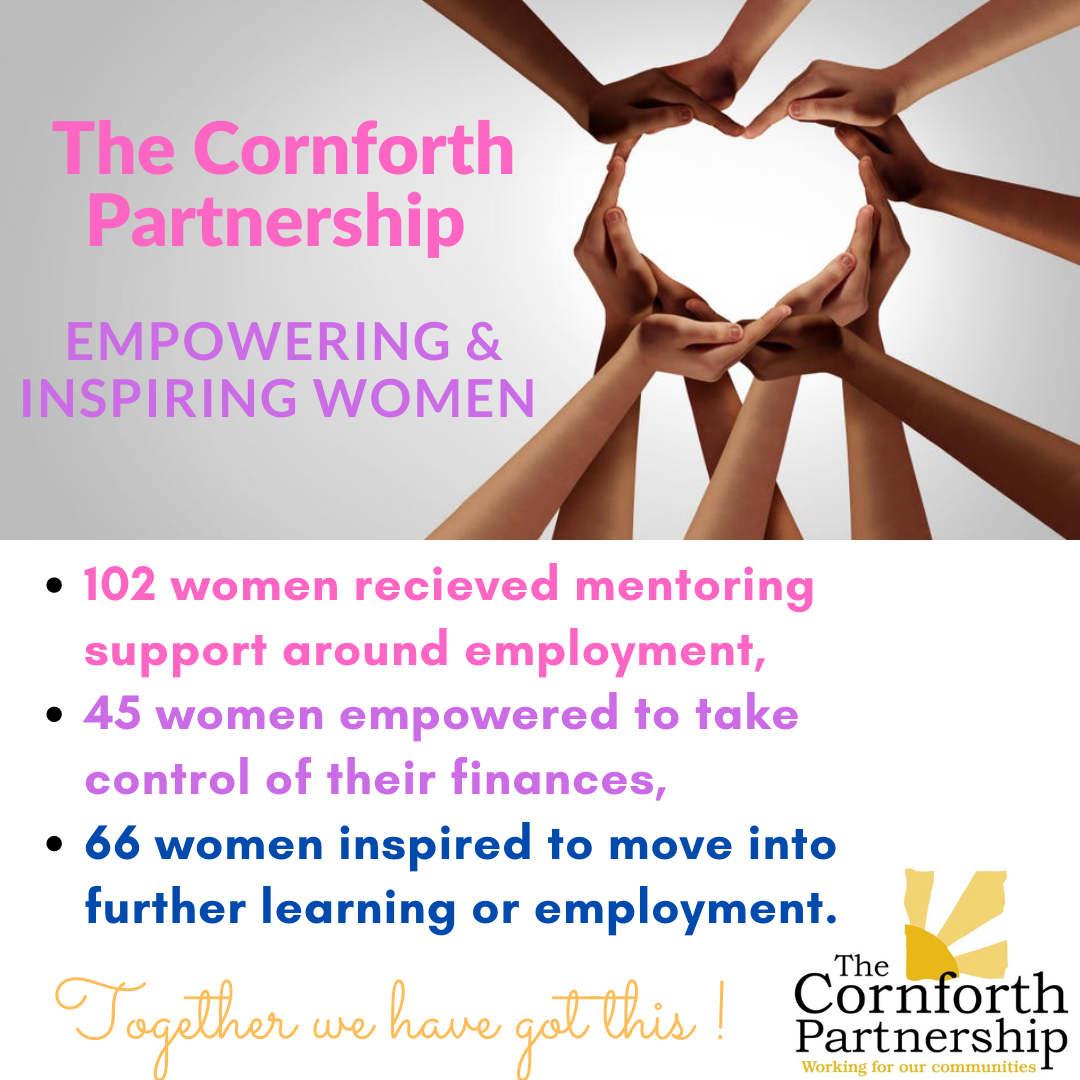 The Cornforth
Partnership
EMPOWERING &
INSPIRING WOMEN
• 102 women recieved mentoring
support around employment,
• 45 women empowered to take
control of their finances,
• 66 women inspired to move into
further learning or employment.
Together we have got this !
The
Cornforth
Partnership
Working for our communities